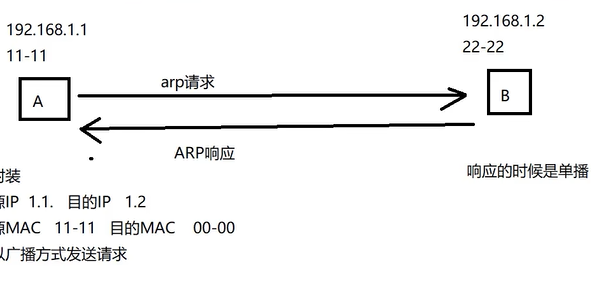 192.168.1.1
11-11
A
arp请求
ARP响应
192.168.1.2
22-22
B
响应的时候是单播
封装
源IP 1.1. 目的IP 1.2
源MAC 11-11 目的MAC 00-00
以广播方式发送请求